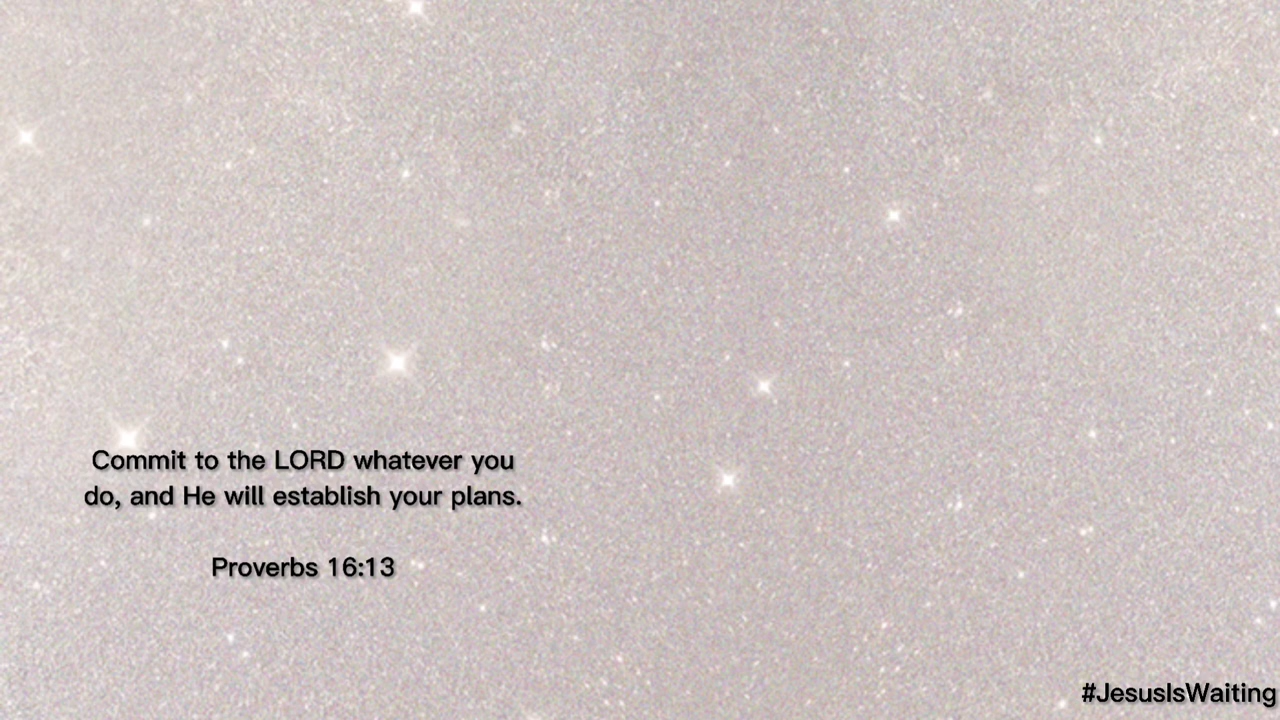 Commit to the LORD whatever you
do, and He will establish your plans.
Proverbs 16:13
#JesusIsWaiting